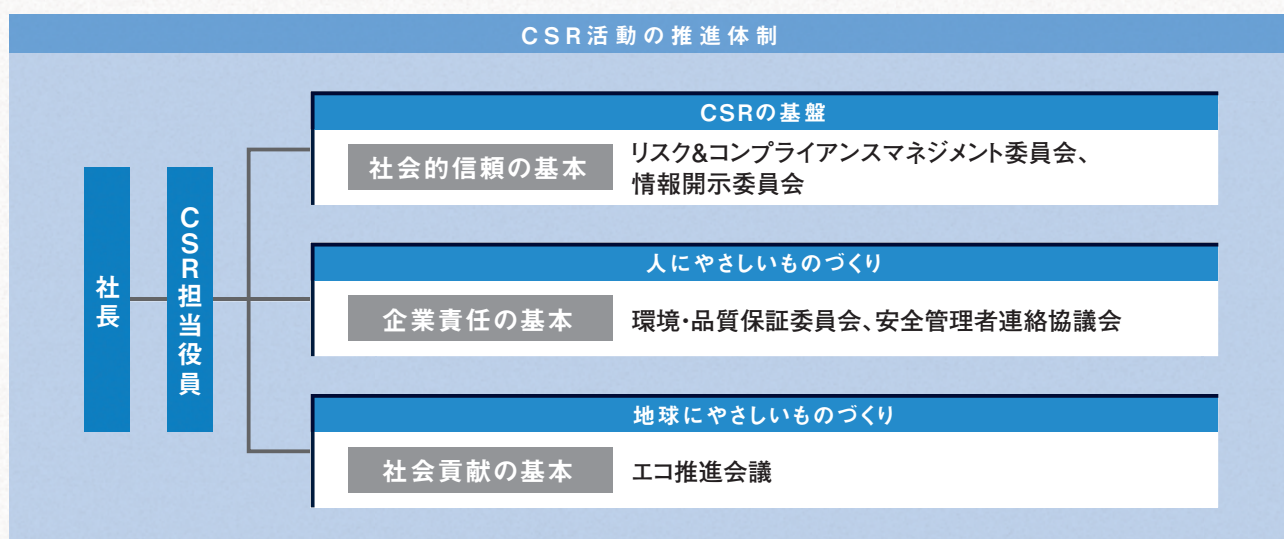 CSR活動の推進体制
社長
CSR担当役員
CSRの基盤
社会的信頼の基本
リスク&コンプライアンスマネジメント委員会、
情報開示委員会
人にやさしいものづくり
企業責任の基本
環境・品質保証委員会、安全管理者連絡協議会
地球にやさしいものづくり
社会貢献の基本
エコ推進会議